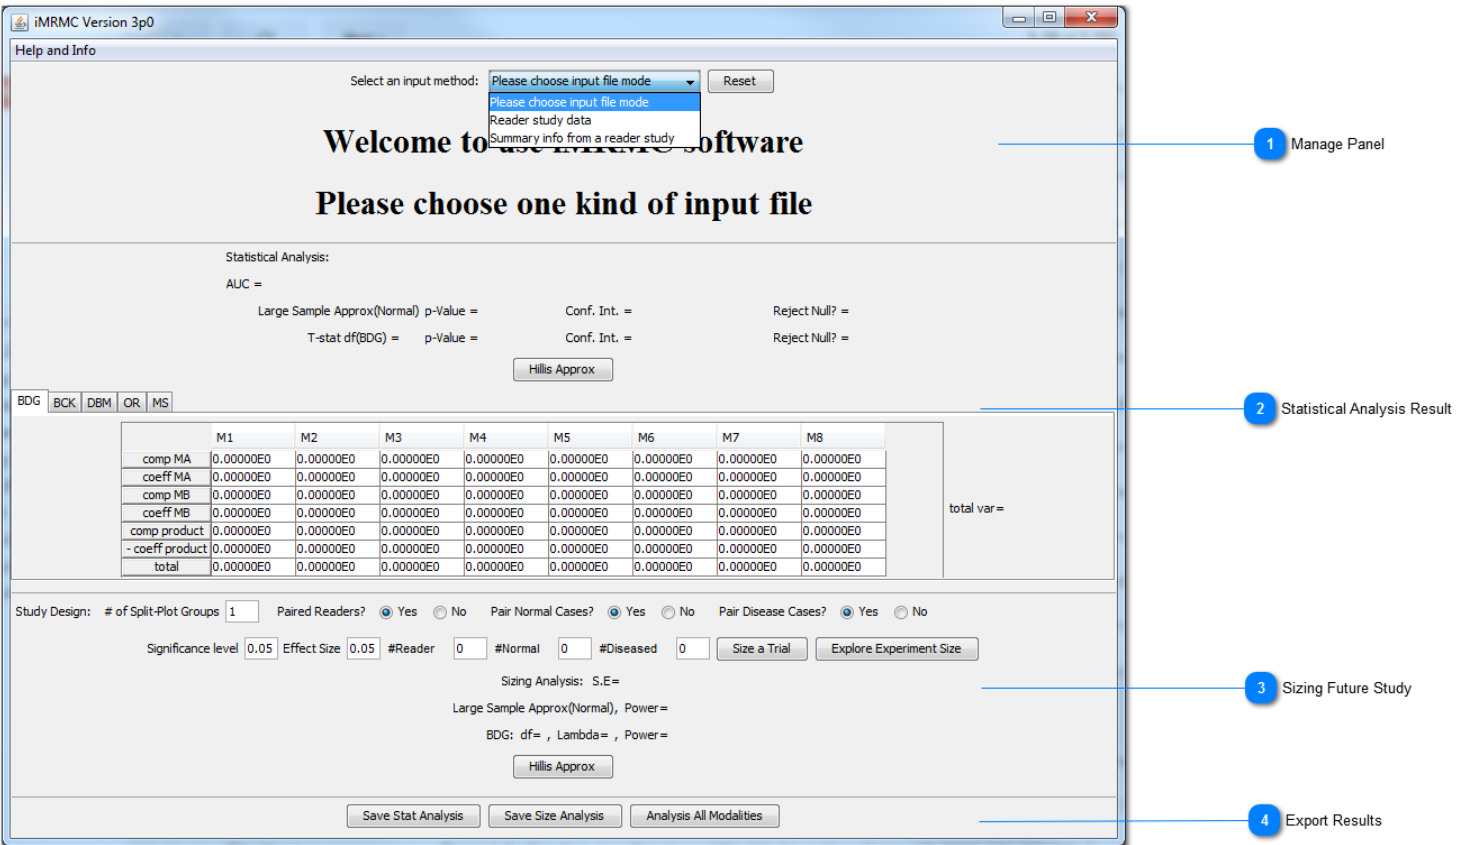 iMRMC Version 3p0
Help and Info
Select an input method: Please choose input file mode Reset
Please choose input file mode
Reader study data
Summary info from a reader study
Welcome to use iMRMC software
Please choose one kind of input file
1 Manage Panel
Statistical Analysis:
AUC =
Large Sample Approx(Normal) p-Value = Conf. Int. = Reject Null? =
T-stat df(BDG) = p-Value = Conf. Int. = Reject Null? =
Hillis Approx
BDG BCK DBM OR MS
2 Statistical Analysis Result
M1 M2 M3 M4 M5 M6 M7 M8
comp MA 0.00000E0 0.00000E0 0.00000E0 0.00000E0 0.00000E0 0.00000E0 0.00000E0 0.00000E0
coeff MA 0.00000E0 0.00000E0 0.00000E0 0.00000E0 0.00000E0 0.00000E0 0.00000E0 0.00000E0
comp MB 0.00000E0 0.00000E0 0.00000E0 0.00000E0 0.00000E0 0.00000E0 0.00000E0 0.00000E0
coeff MB 0.00000E0 0.00000E0 0.00000E0 0.00000E0 0.00000E0 0.00000E0 0.00000E0 0.00000E0
comp product 0.00000E0 0.00000E0 0.00000E0 0.00000E0 0.00000E0 0.00000E0 0.00000E0 0.00000E0
- coeff product 0.00000E0 0.00000E0 0.00000E0 0.00000E0 0.00000E0 0.00000E0 0.00000E0 0.00000E0
total 0.00000E0 0.00000E0 0.00000E0 0.00000E0 0.00000E0 0.00000E0 0.00000E0 0.00000E0
total var=
Study Design: # of Split-Plot Groups 1 Paired Readers? Yes No Pair Normal Cases? Yes No Pair Disease Cases? Yes No
Significance level 0.05 Effect Size 0.05 #Reader 0 #Normal 0 #Diseased 0 Size a Trial Explore Experiment Size
Sizing Analysis: S.E=
3 Sizing Future Study
Large Sample Approx(Normal), Power=
BDG: df= , Lambda= , Power=
Hillis Approx
Save Stat Analysis Save Size Analysis Analysis All Modalities
4 Export Results